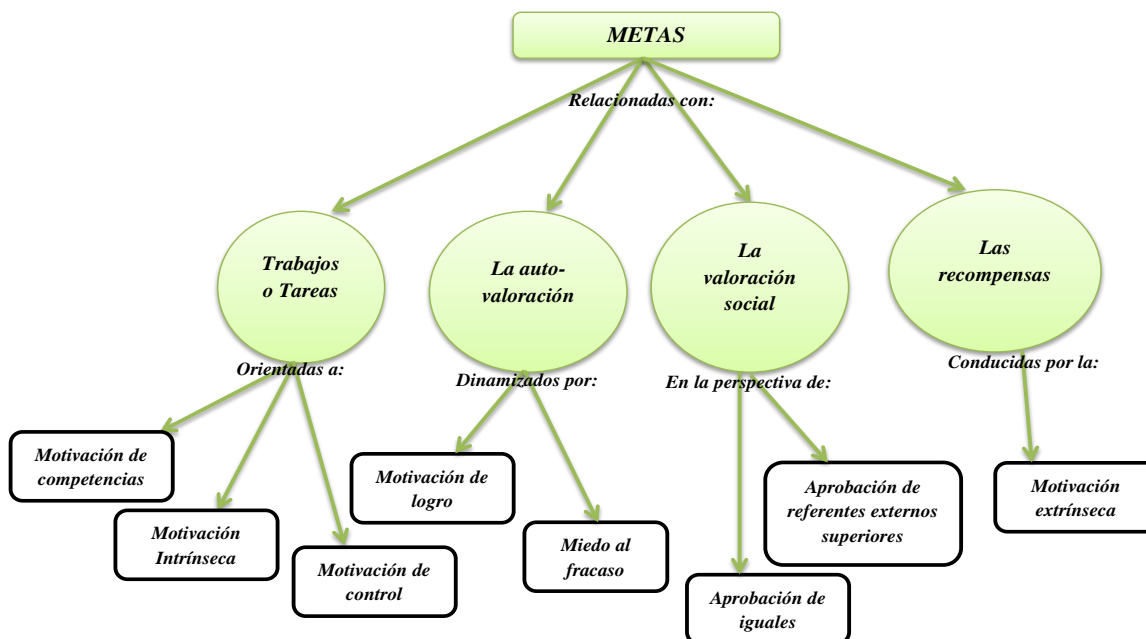 METAS
Relacionadas con:
Trabajos
o Tareas
La auto-
valoración
La
valoración
social
Las
recompensas
Orientadas a:
Dinamizados por:
En la perspectiva de:
Conducidas por la:
Motivación de
competencias
Motivación
Intrínseca
Motivación de
control
Motivación de
logro
Miedo al
fracaso
Aprobación de
iguales
Aprobación de
referentes externos
superiores
Motivación
extrínseca